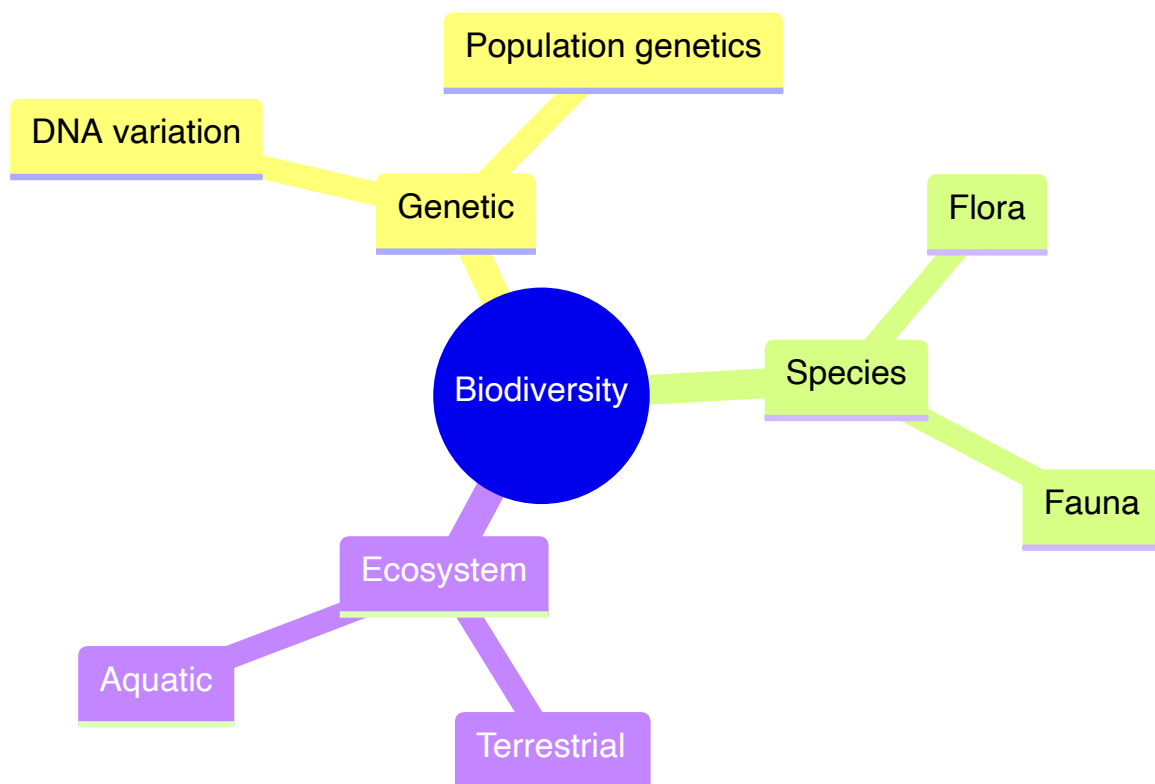 Population genetics
DNA variation
Genetic
Flora
Species
Biodiversity
Fauna
Ecosystem
Aquatic
Terrestrial